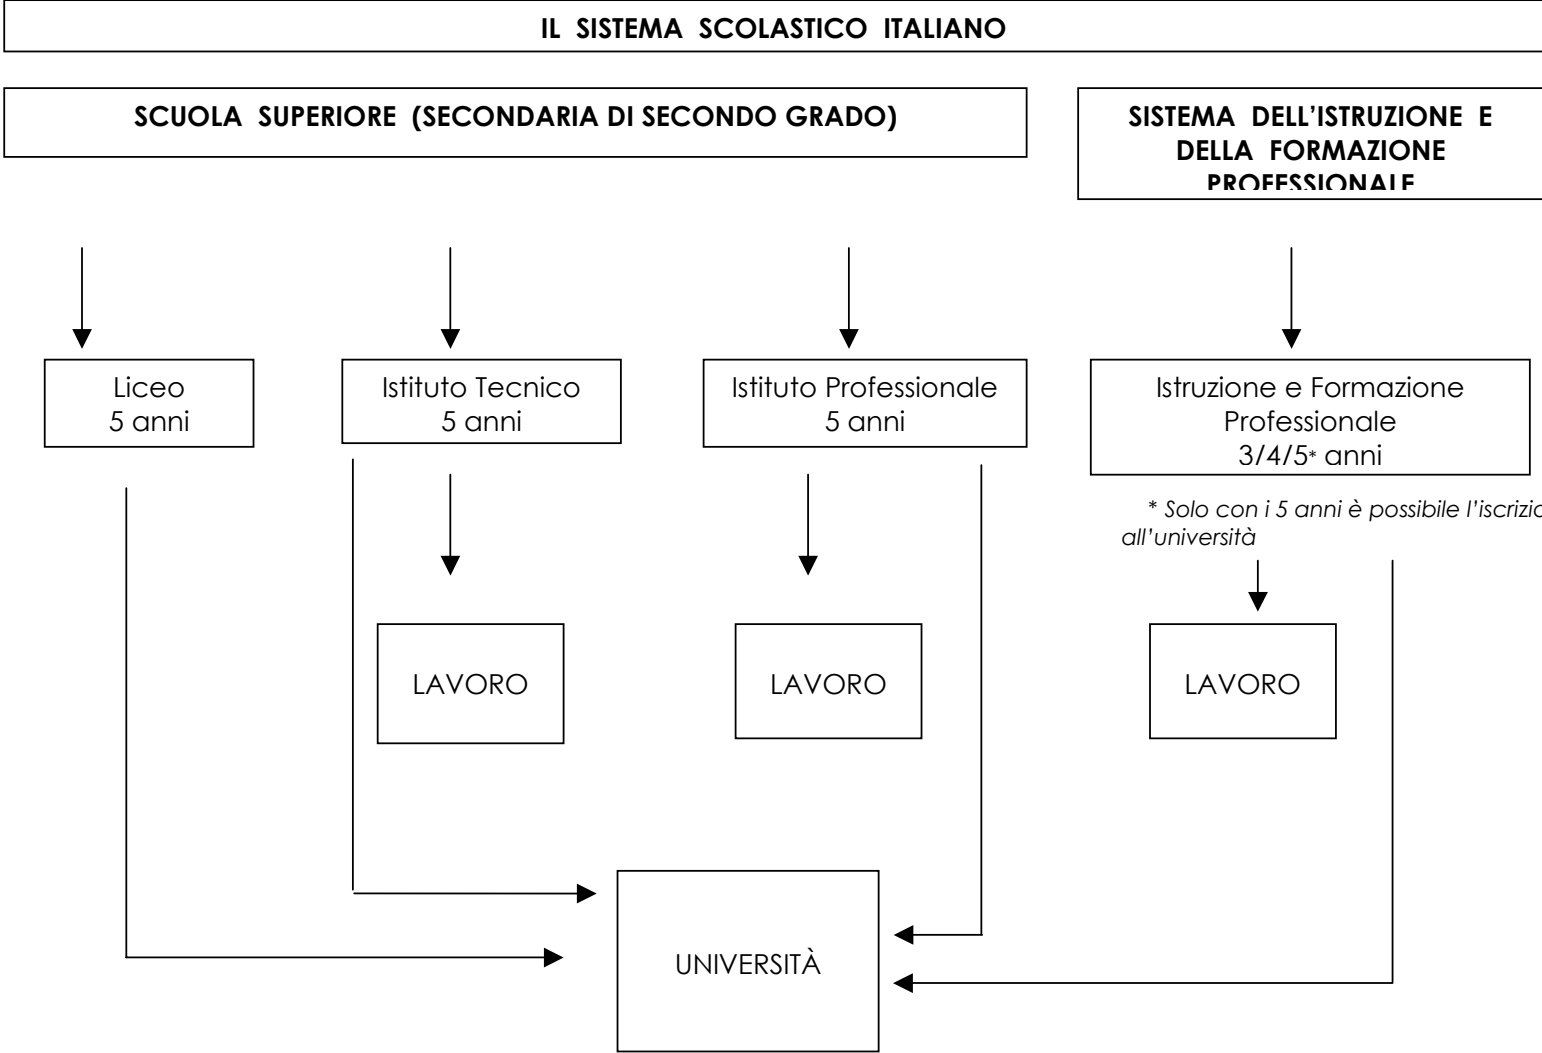 IL SISTEMA SCOLASTICO ITALIANO
SCUOLA SUPERIORE (SECONDARIA DI SECONDO GRADO)
SISTEMA DELL'ISTRUZIONE E
DELLA FORMAZIONE
PROFESSIONALE
Liceo
5 anni
Istituto Tecnico
5 anni
Istituto Professionale
5 anni
Istruzione e Formazione
Professionale
3/4/5* anni
* Solo con i 5 anni è possibile
all'università
LAVORO
LAVORO
LAVORO
UNIVERSITÀ